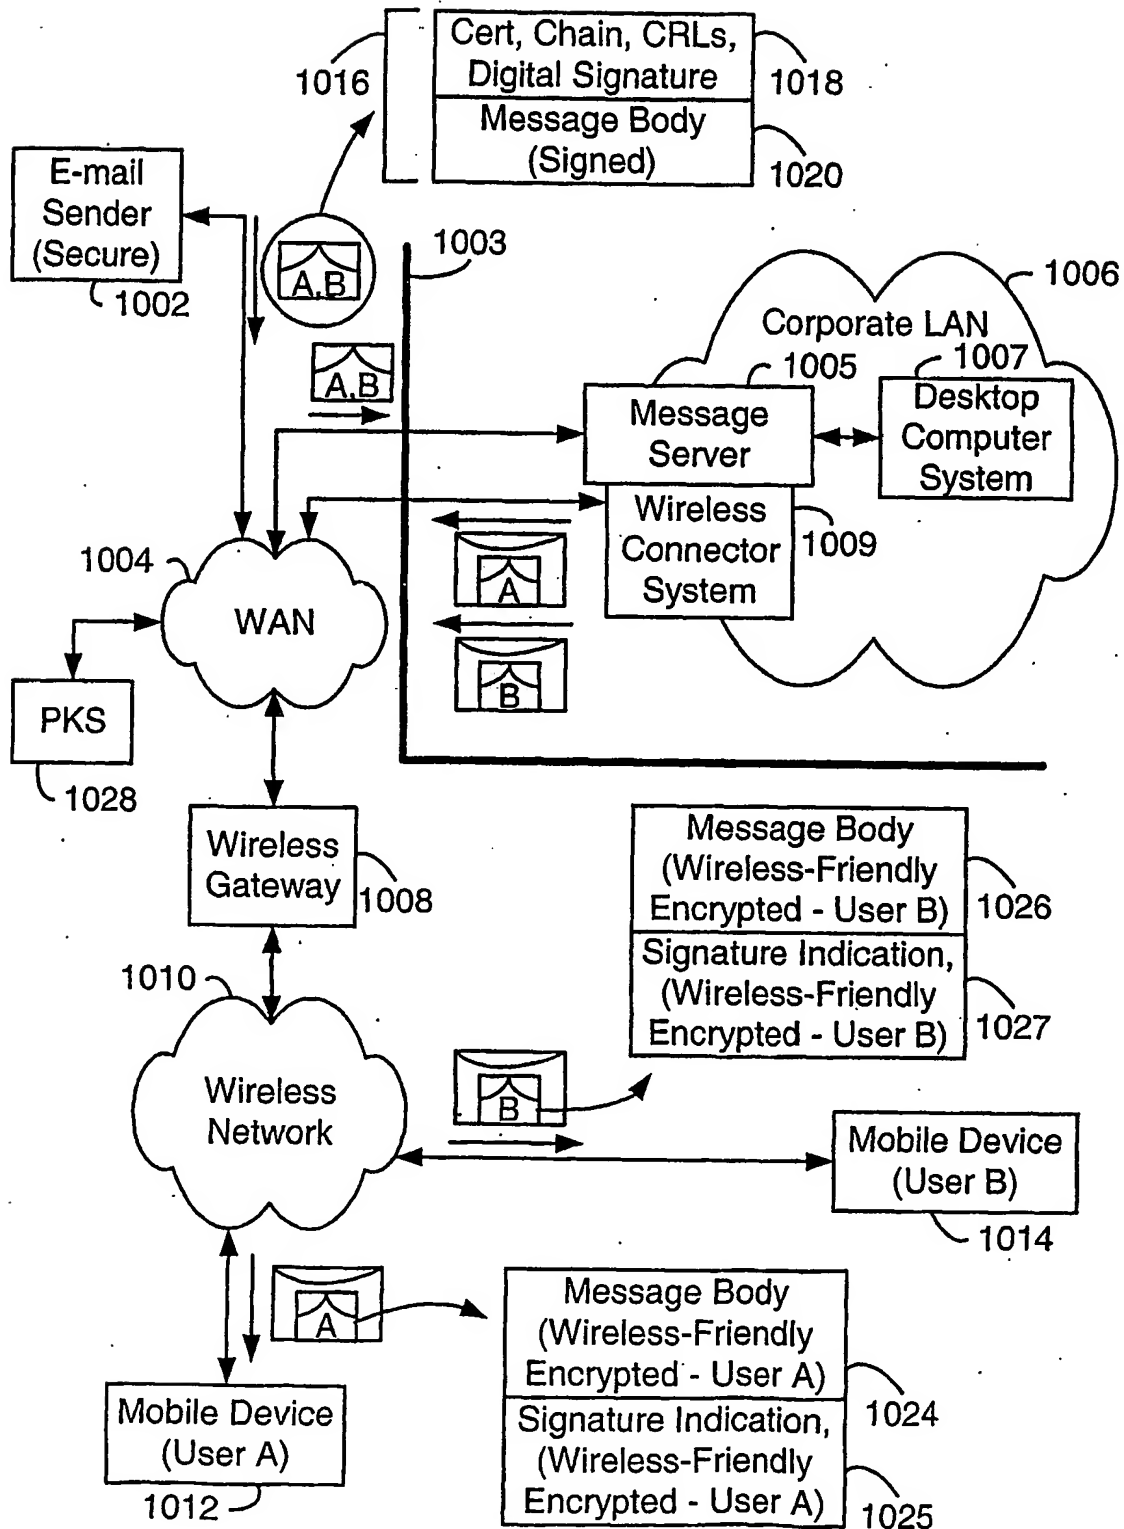 Cert, Chain, CRLs,
Digital Signature
1016
1018
Message Body
(Signed)
1020
E-mail
Sender
(Secure)
1002
A,B
1003
1006
A,B
Corporate LAN
1005
1007
Message
Server
Desktop
Computer
System
Wireless
Connector
System
1009
A
B
1004
WAN
PKS
1028
Wireless
Gateway
1008
Message Body
(Wireless-Friendly
Encrypted - User B)
1026
Signature Indication,
(Wireless-Friendly
Encrypted - User B)
1027
1010
Wireless
Network
B
Mobile Device
(User B)
1014
A
Message Body
(Wireless-Friendly
Encrypted - User A)
1024
Signature Indication,
(Wireless-Friendly
Encrypted - User A)
1025
Mobile Device
(User A)
1012